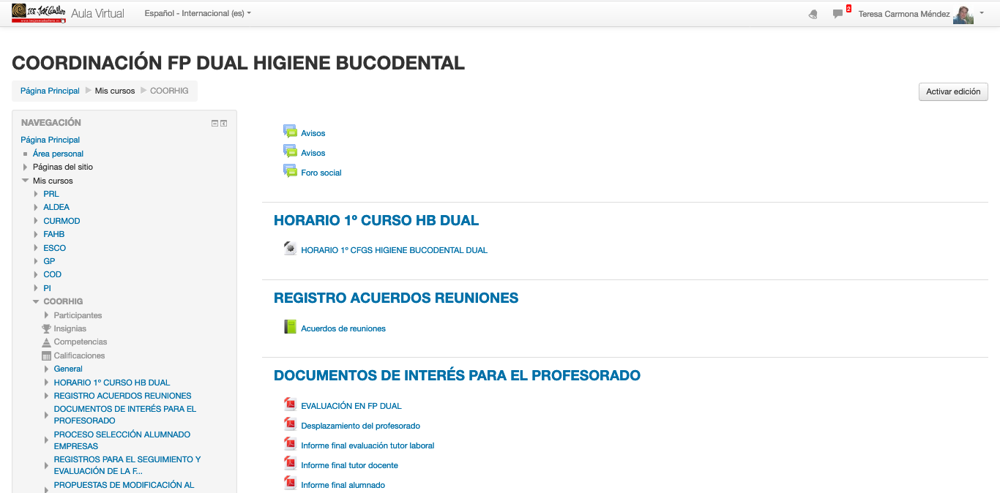 IES José Caballero
Aula Virtual
Español - Internacional (es)
2
Teresa Carmona Méndez
COORDINACIÓN FP DUAL HIGIENE BUCODENTAL
Página Principal
Mis cursos
COORHIG
Activar edición
NAVEGACIÓN
Página Principal
Área personal
Páginas del sitio
Mis cursos
PRL
ALDEA
CURMOD
FAHB
ESCO
GP
COD
PI
COORHIG
Participantes
Insignias
Competencias
Calificaciones
General
HORARIO 1º CURSO HB DUAL
REGISTRO ACUERDOS REUNIONES
DOCUMENTOS DE INTERÉS PARA EL
PROFESORADO
PROCESO SELECCIÓN ALUMNADO
EMPRESAS
REGISTROS PARA EL SEGUIMIENTO Y
EVALUACIÓN DE LA F...
PROPUESTAS DE MODIFICACIÓN AL
Avisos
Avisos
Foro social
HORARIO 1º CURSO HB DUAL
HORARIO 1º CFGS HIGIENE BUCODENTAL DUAL
REGISTRO ACUERDOS REUNIONES
Acuerdos de reuniones
DOCUMENTOS DE INTERÉS PARA EL PROFESORADO
EVALUACIÓN EN FP DUAL
Desplazamiento del profesorado
Informe final evaluación tutor laboral
Informe final tutor docente
Informe final alumnado